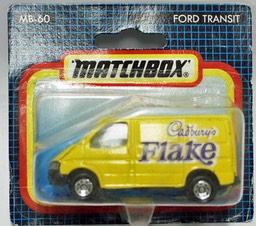 MB-60 FORD TRANSIT
MATCHBOX
Cadbury's
Flake